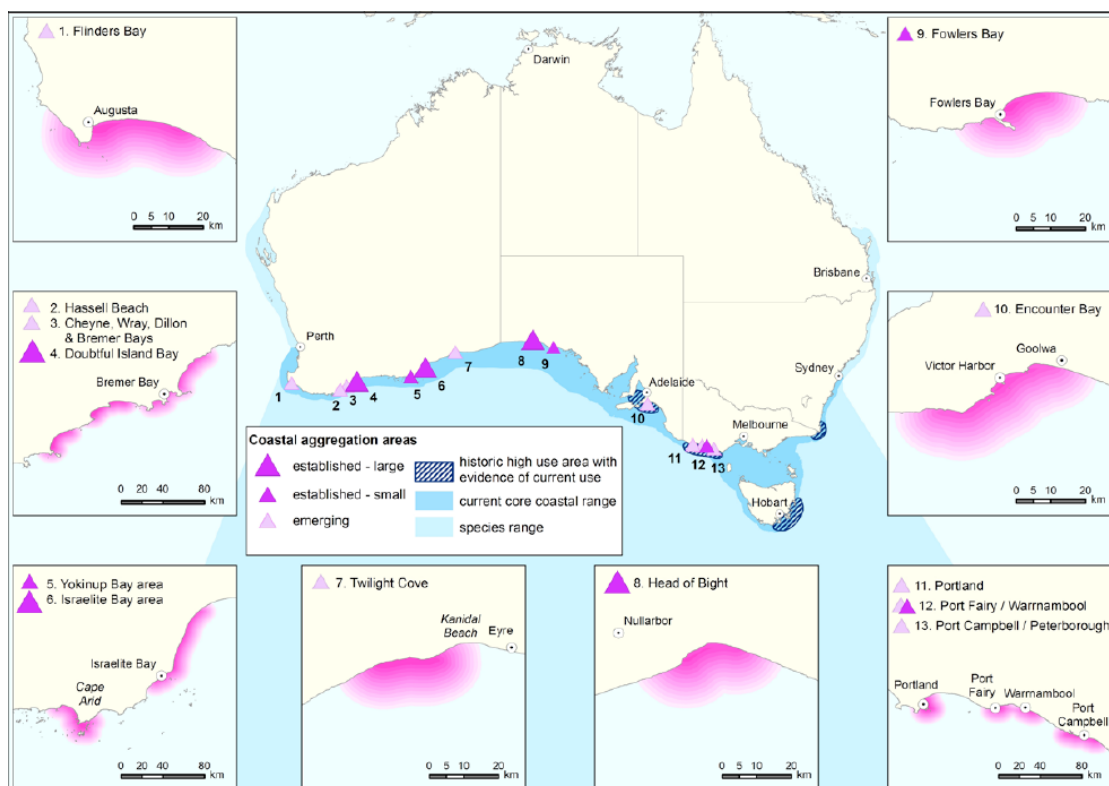 1. Flinders Bay
Augusta
0 5 10 20
km
Darwin
Brisbane
Perth
Sydney
Adelaide
Melbourne
Hobart
1
2
3
4
5
6
7
8
9
10
11
12
13
9. Fowlers Bay
Fowlers Bay
0 5 10 20
km
2. Hassell Beach
3. Cheyne, Wray, Dillon
& Bremer Bays
4. Doubtful Island Bay
Bremer Bay
0 20 40 80
km
10. Encounter Bay
Goolwa
Victor Harbor
0 5 10 20
km
Coastal aggregation areas
established - large
established - small
emerging
historic high use area with
evidence of current use
current core coastal range
species range
5. Yokinup Bay area
6. Israelite Bay area
Israelite Bay
Cape
Arid
0 20 40 80
km
7. Twilight Cove
Kanidal
Beach
Eyre
0 5 10 20
km
8. Head of Bight
Nullarbor
0 5 10 20
km
11. Portland
12. Port Fairy / Warrnambool
13. Port Campbell / Peterborough
Portland
Port
Fairy
Warrnambool
Port
Campbell
0 20 40 80
km